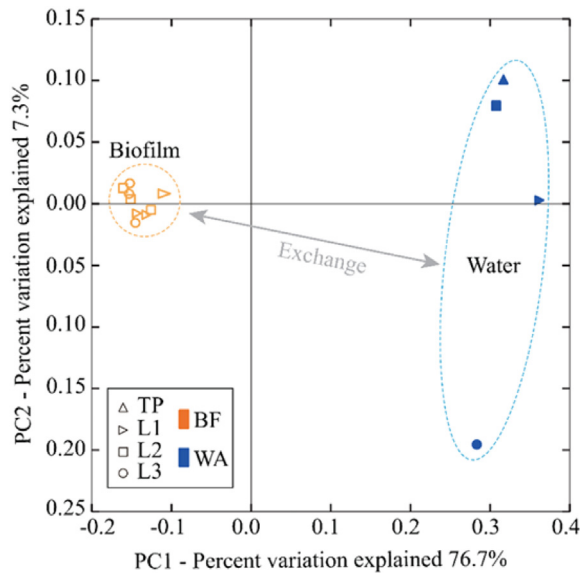 0.10
0.05
0.00
0.05
0.10
0.15
0.20
0.25
PC2 - Percent variation explained 7.3%
Biofilm
Exchange
Water
TP
L1
L2
L3
BF
WA
-0.2 -0.1 0.0 0.1 0.2 0.3 0.4
PC1 - Percent variation explained 76.7%